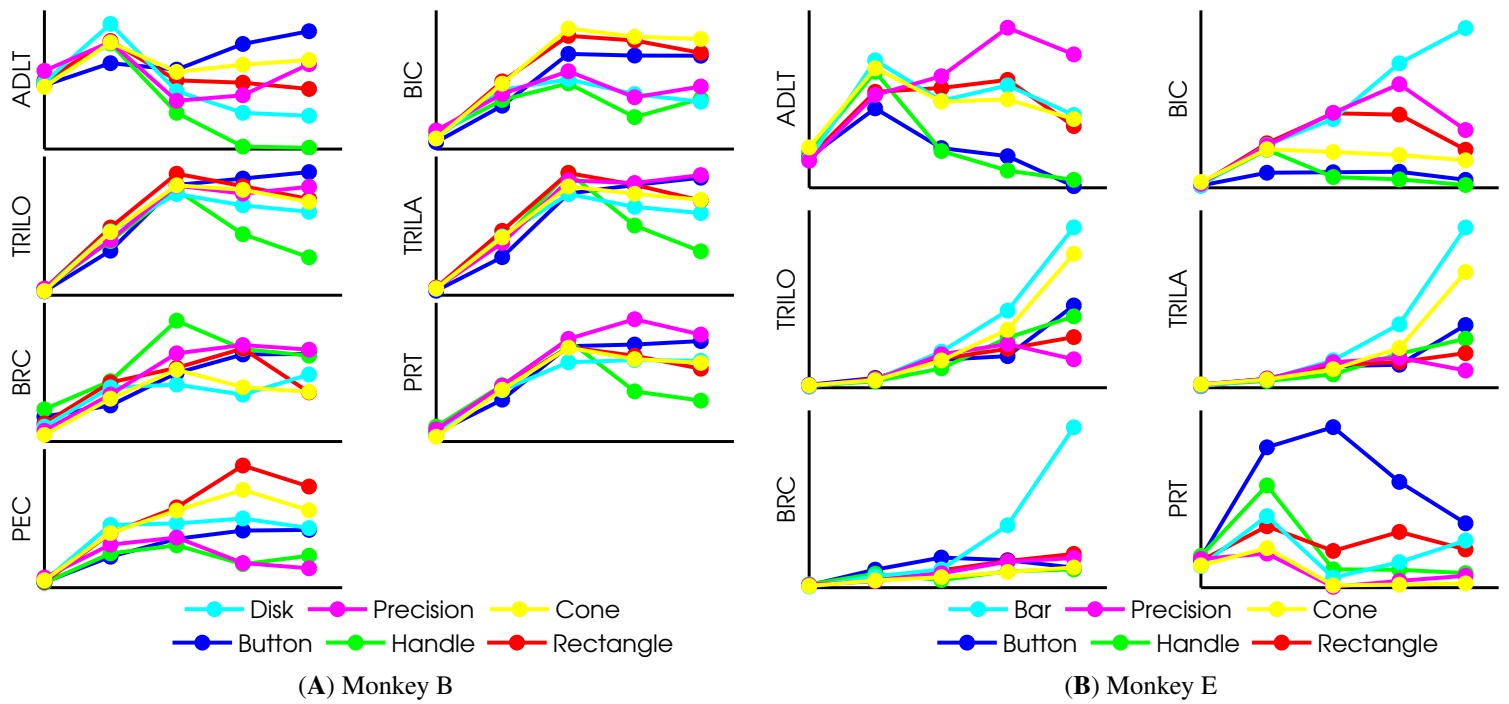 ADLT
BIC
TRILO
TRILA
BRC
PRT
PEC
Disk Precision Cone
Button Handle Rectangle
(A) Monkey B
ADLT
BIC
TRILO
TRILA
BRC
PRT
Bar Precision Cone
Button Handle Rectangle
(B) Monkey E